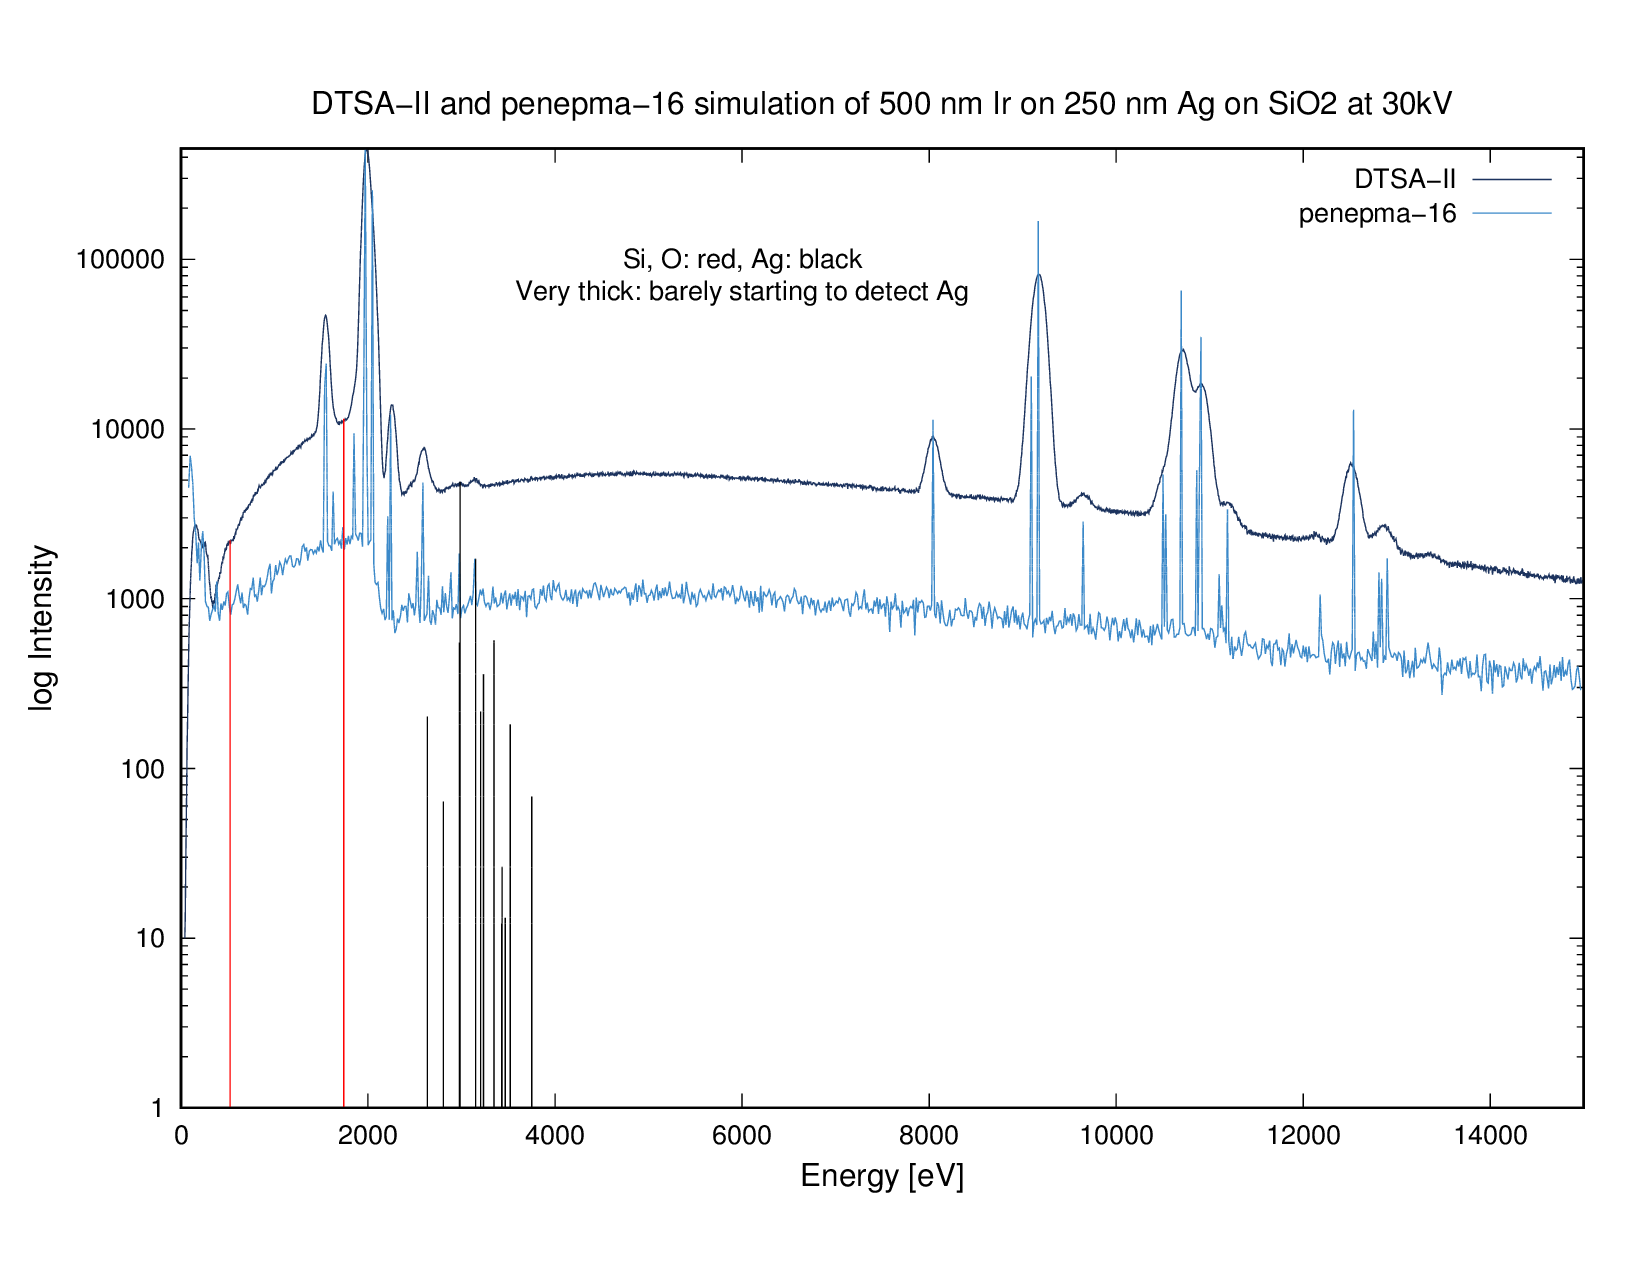 DTSA−II and penepma−16 simulation of 500 nm Ir on 250 nm Ag on SiO2 at 30kV
DTSA−II
penepma−16
Si, O: red, Ag: black
Very thick: barely starting to detect Ag
100000
10000
1000
100
10
1
log Intensity
0 2000 4000 6000 8000 10000 12000 14000
Energy [eV]